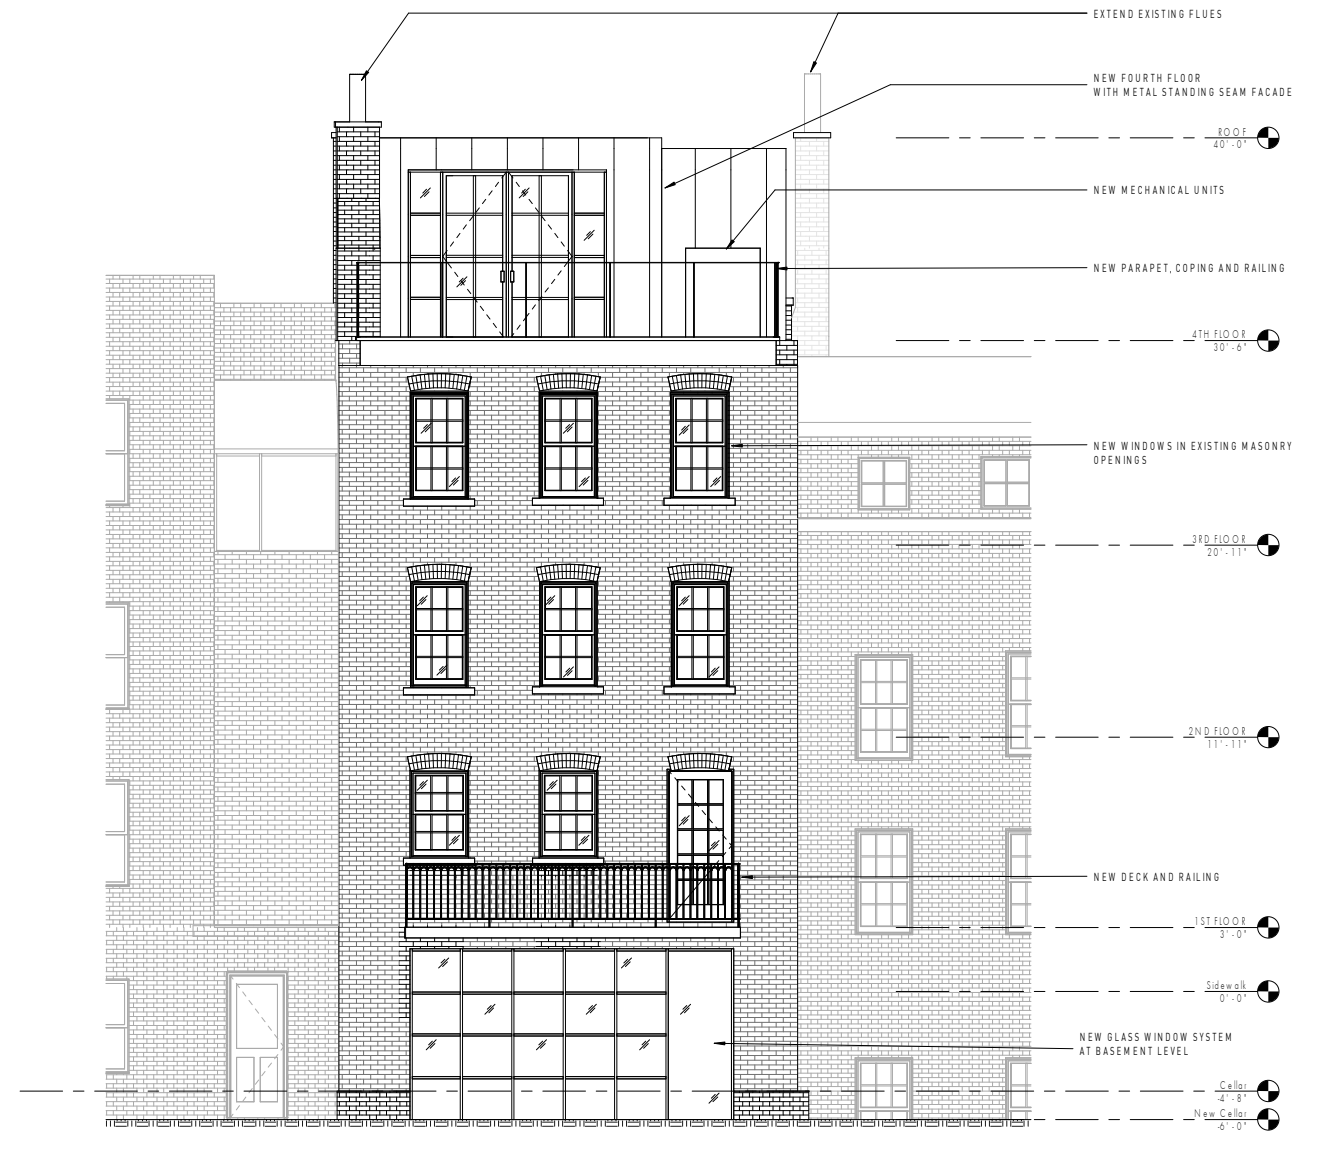 EXTEND EXISTING FLUES
NEW FOURTH FLOOR
WITH METAL STANDING SEAM FACADE
ROOF
40'-0"
NEW MECHANICAL UNITS
NEW PARAPET, COPING AND RAILING
4TH FLOOR
30'-6"
NEW WINDOWS IN EXISTING MASONRY
OPENINGS
3RD FLOOR
20'-11"
2ND FLOOR
11'-11"
NEW DECK AND RAILING
1ST FLOOR
3'-0"
Sidewalk
0'-0"
NEW GLASS WINDOW SYSTEM
AT BASEMENT LEVEL
Cellar
-4'-8"
New Cellar
-6'-0"